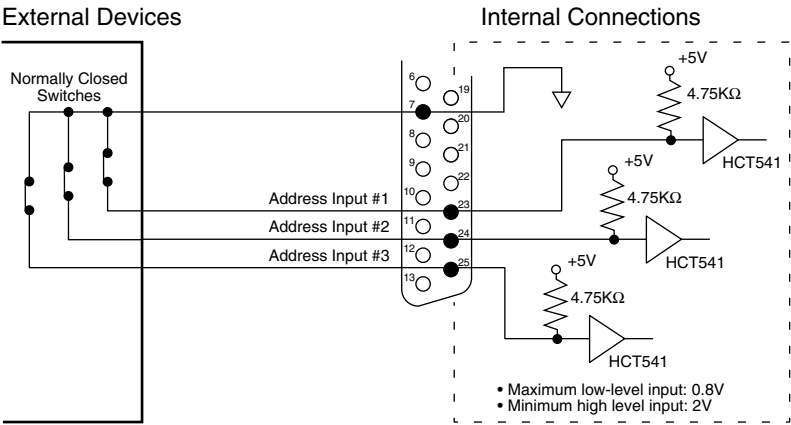 External Devices
Internal Connections
Normally Closed
Switches
+5V
4.75KΩ
HCT541
+5V
4.75KΩ
HCT541
+5V
4.75KΩ
HCT541
6
7
8
9
10
11
12
13
19
20
21
22
23
24
25
Address Input #1
Address Input #2
Address Input #3
• Maximum low-level input: 0.8V
• Minimum high level input: 2V